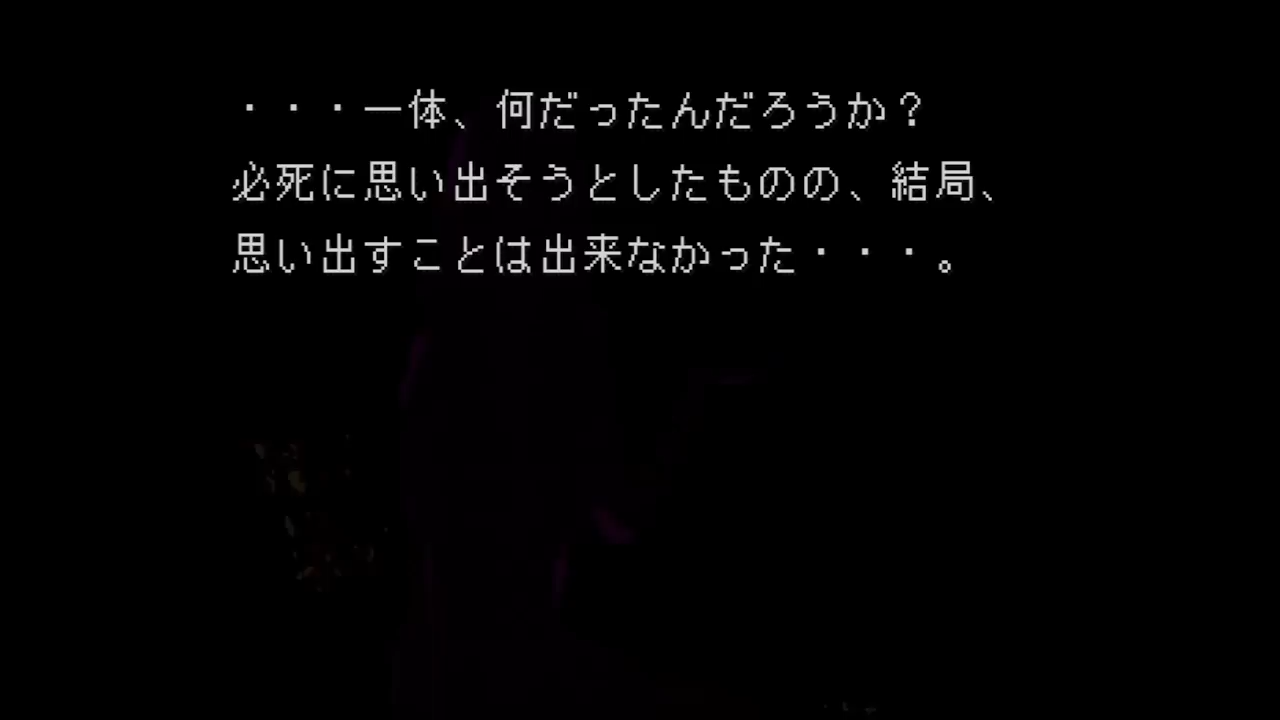 ・・・一体、何だったんだろうか？
必死に思い出そうとしたものの、結局、
思い出すことは出来なかった・・・。